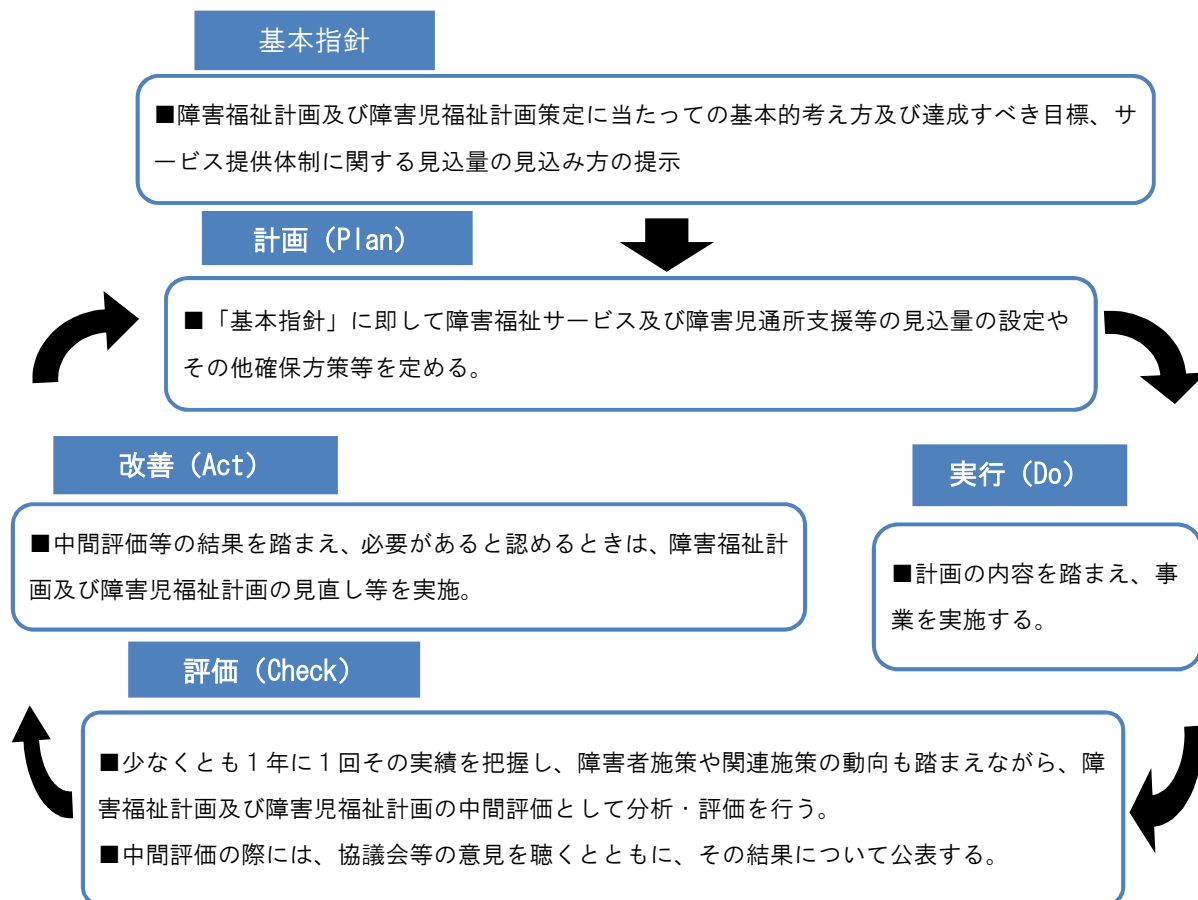 基本指針
■障害福祉計画及び障害児福祉計画策定に当たっての基本的考え方及び達成すべき目標、サ
ービス提供体制に関する見込量の見込み方の提示
計画（Plan）
■「基本指針」に即して障害福祉サービス及び障害児通所支援等の見込量の設定や
その他確保方策等を定める。
改善（Act）
■中間評価等の結果を踏まえ、必要があると認めるときは、障害福祉計
画及び障害児福祉計画の見直し等を実施。
実行（Do）
■計画の内容を踏まえ、事
業を実施する。
評価（Check）
■少なくとも１年に１回その実績を把握し、障害者施策や関連施策の動向も踏まえながら、障
害福祉計画及び障害児福祉計画の中間評価として分析・評価を行う。
■中間評価の際には、協議会等の意見を聴くとともに、その結果について公表する。